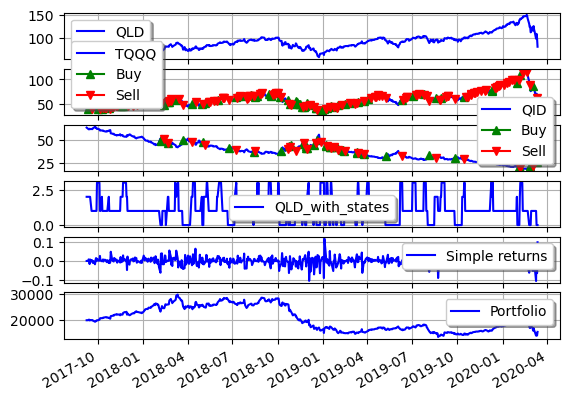 150
100
QLD
TQQQ
Buy
Sell
100
50
QID
Buy
Sell
50
25
2.5
0.0
QLD_with_states
0.1
0.0
−0.1
Simple returns
30000
20000
Portfolio
2017-10
2018-01
2018-04
2018-07
2018-10
2019-01
2019-04
2019-07
2019-10
2020-01
2020-04